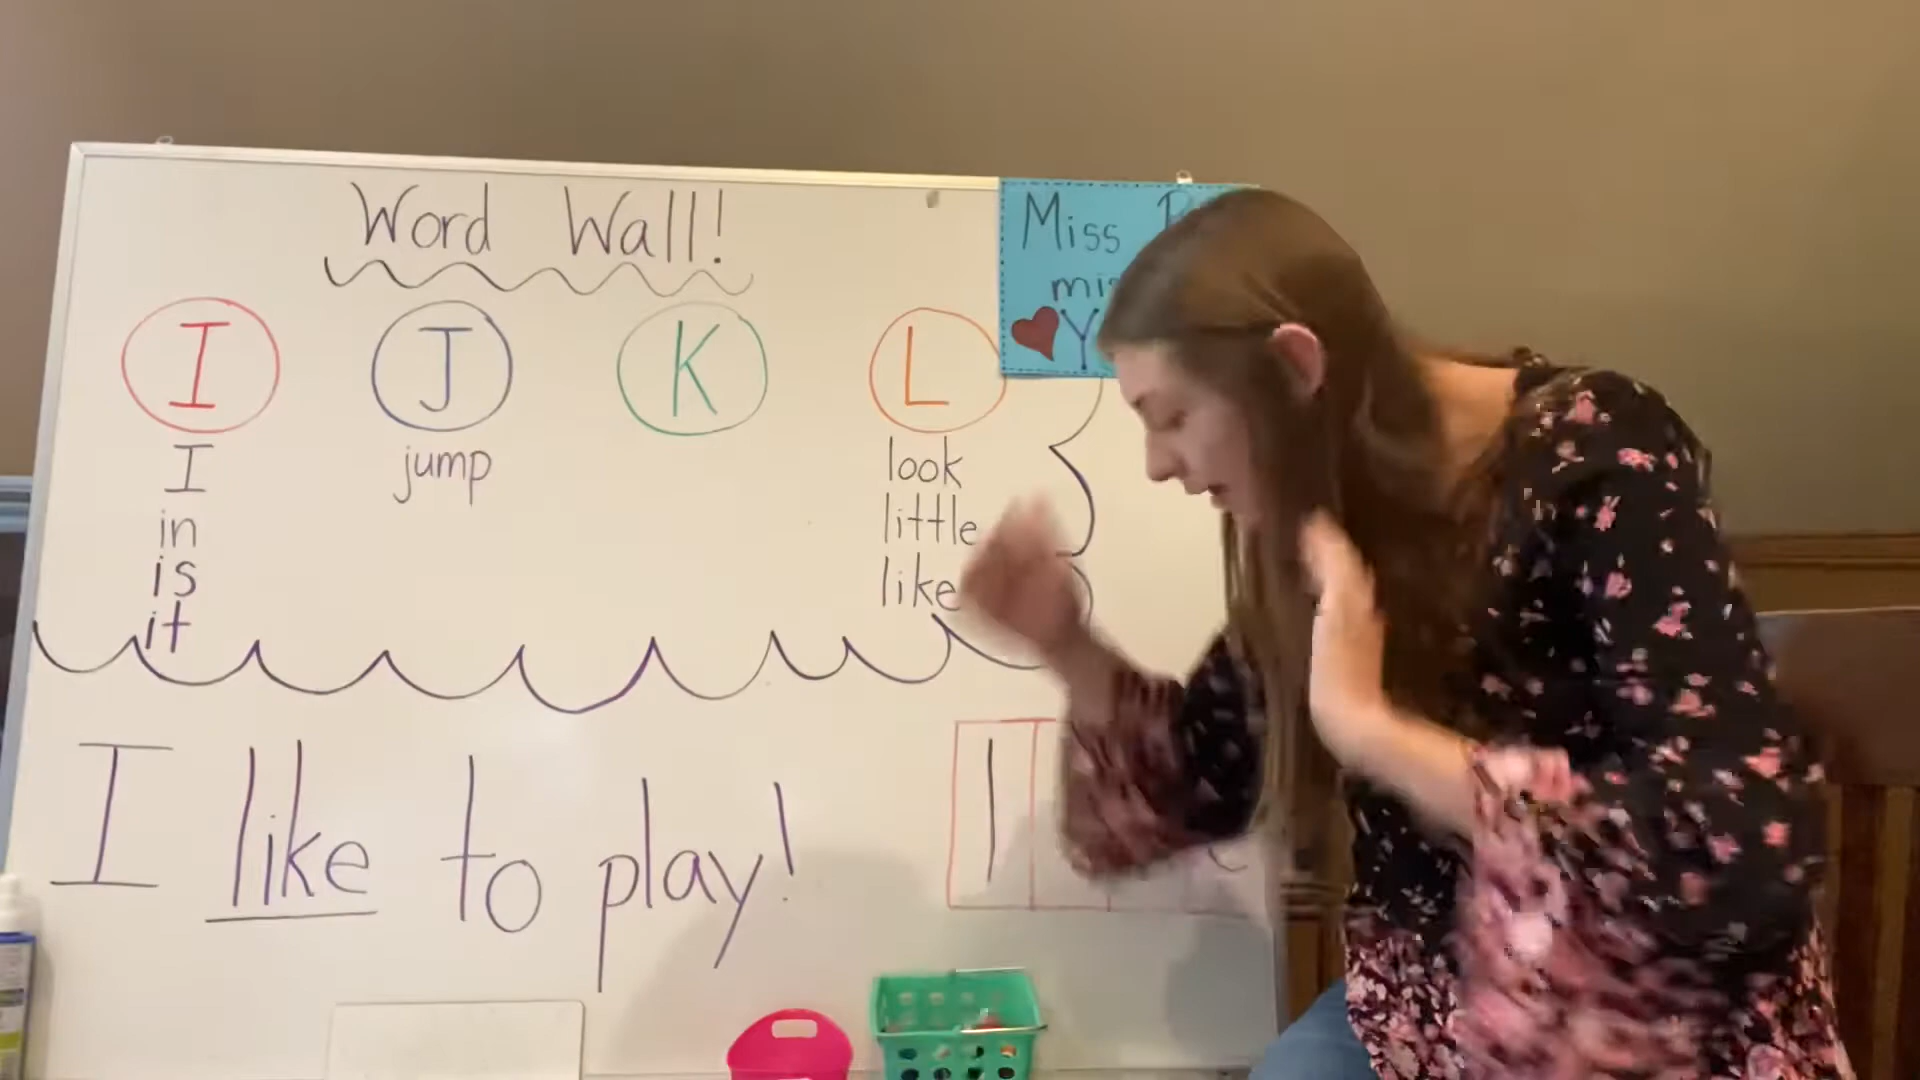 Word Wall!
Miss
I J K L
I jump look
in little
is like
it
I like to play!
l